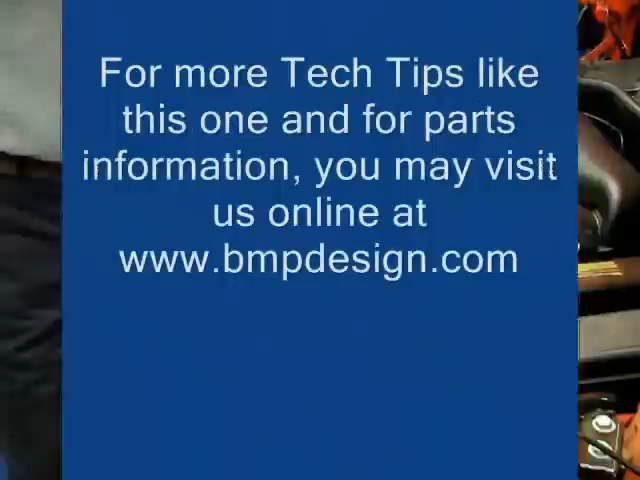 For more Tech Tips like
this one and for parts
information, you may visit
us online at
www.bmpdesign.com